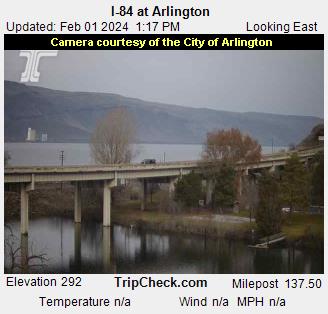 I-84 at Arlington
Updated: Feb 01 2024 1:17 PM Looking East
Camera courtesy of the City of Arlington
Elevation 292 TripCheck.com Milepost 137.50
Temperature n/a Wind n/a MPH n/a